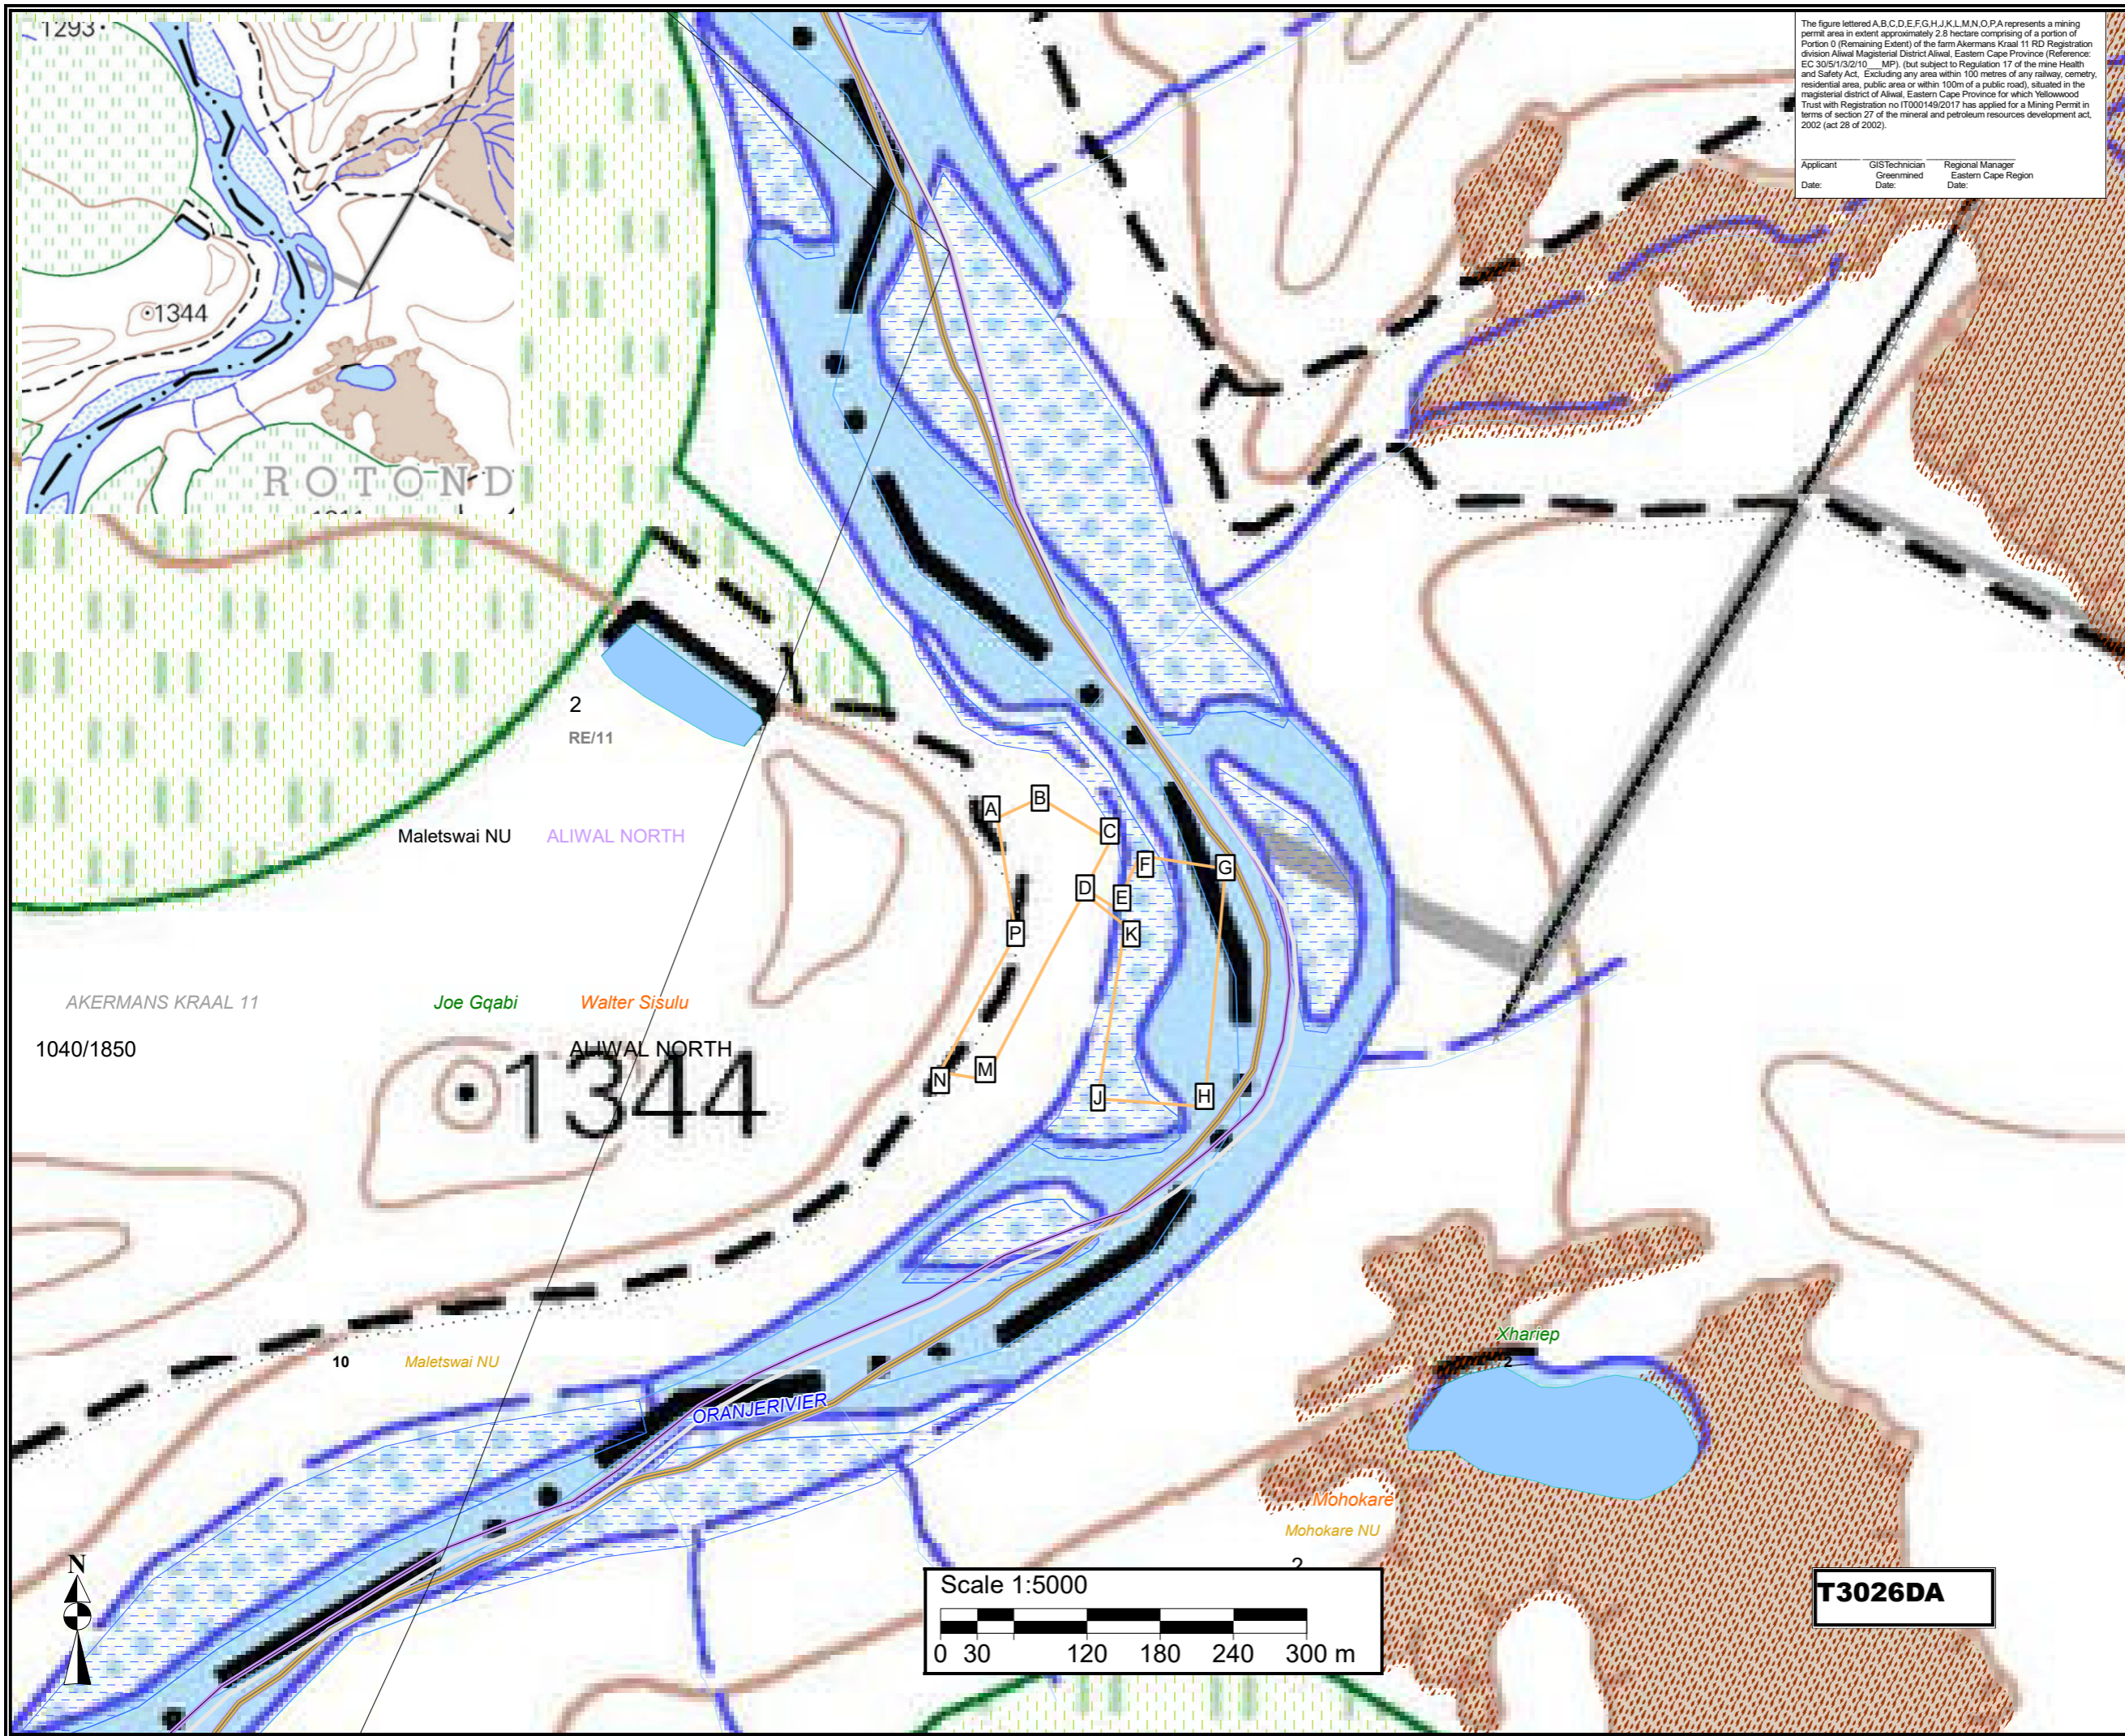 1293
1344
ROTOND
The figure lettered A,B,C,D,E,F,G,H,J,K,L,M,N,O,P,A represents a mining
permit area in extent approximately 2.8 hectare comprising of a portion of
Portion 0 (Remaining Extent) of the farm Akermans Kraal 11 RD Registration
division Aliwal Magisterial District Aliwal, Eastern Cape Province (Reference:
EC 30/5/1/3/2/10___MP). (but subject to Regulation 17 of the mine Health
and Safety Act, Excluding any area within 100 metres of any railway, cemetry,
residential area, public area or within 100m of a public road), situated in the
magisterial district of Aliwal, Eastern Cape Province for which Yellowwood
Trust with Registration no IT000149/2017 has applied for a Mining Permit in
terms of section 27 of the mineral and petroleum resources development act,
2002 (act 28 of 2002).
Applicant GISTechnician Regional Manager
Greenmined Eastern Cape Region
Date: Date: Date:
2
RE/11
Maletswai NU ALIWAL NORTH
A
B
C
F
G
D
E
K
P
AKERMANS KRAAL 11 Joe Gqabi Walter Sisulu
1040/1850 ALIWAL NORTH
1344
N
M
J
H
Xhariep
2
10 Maletswai NU
ORANJERIVIER
Mohokare
Mohokare NU
2
N
Scale 1:5000
0 30 120 180 240 300 m
T3026DA